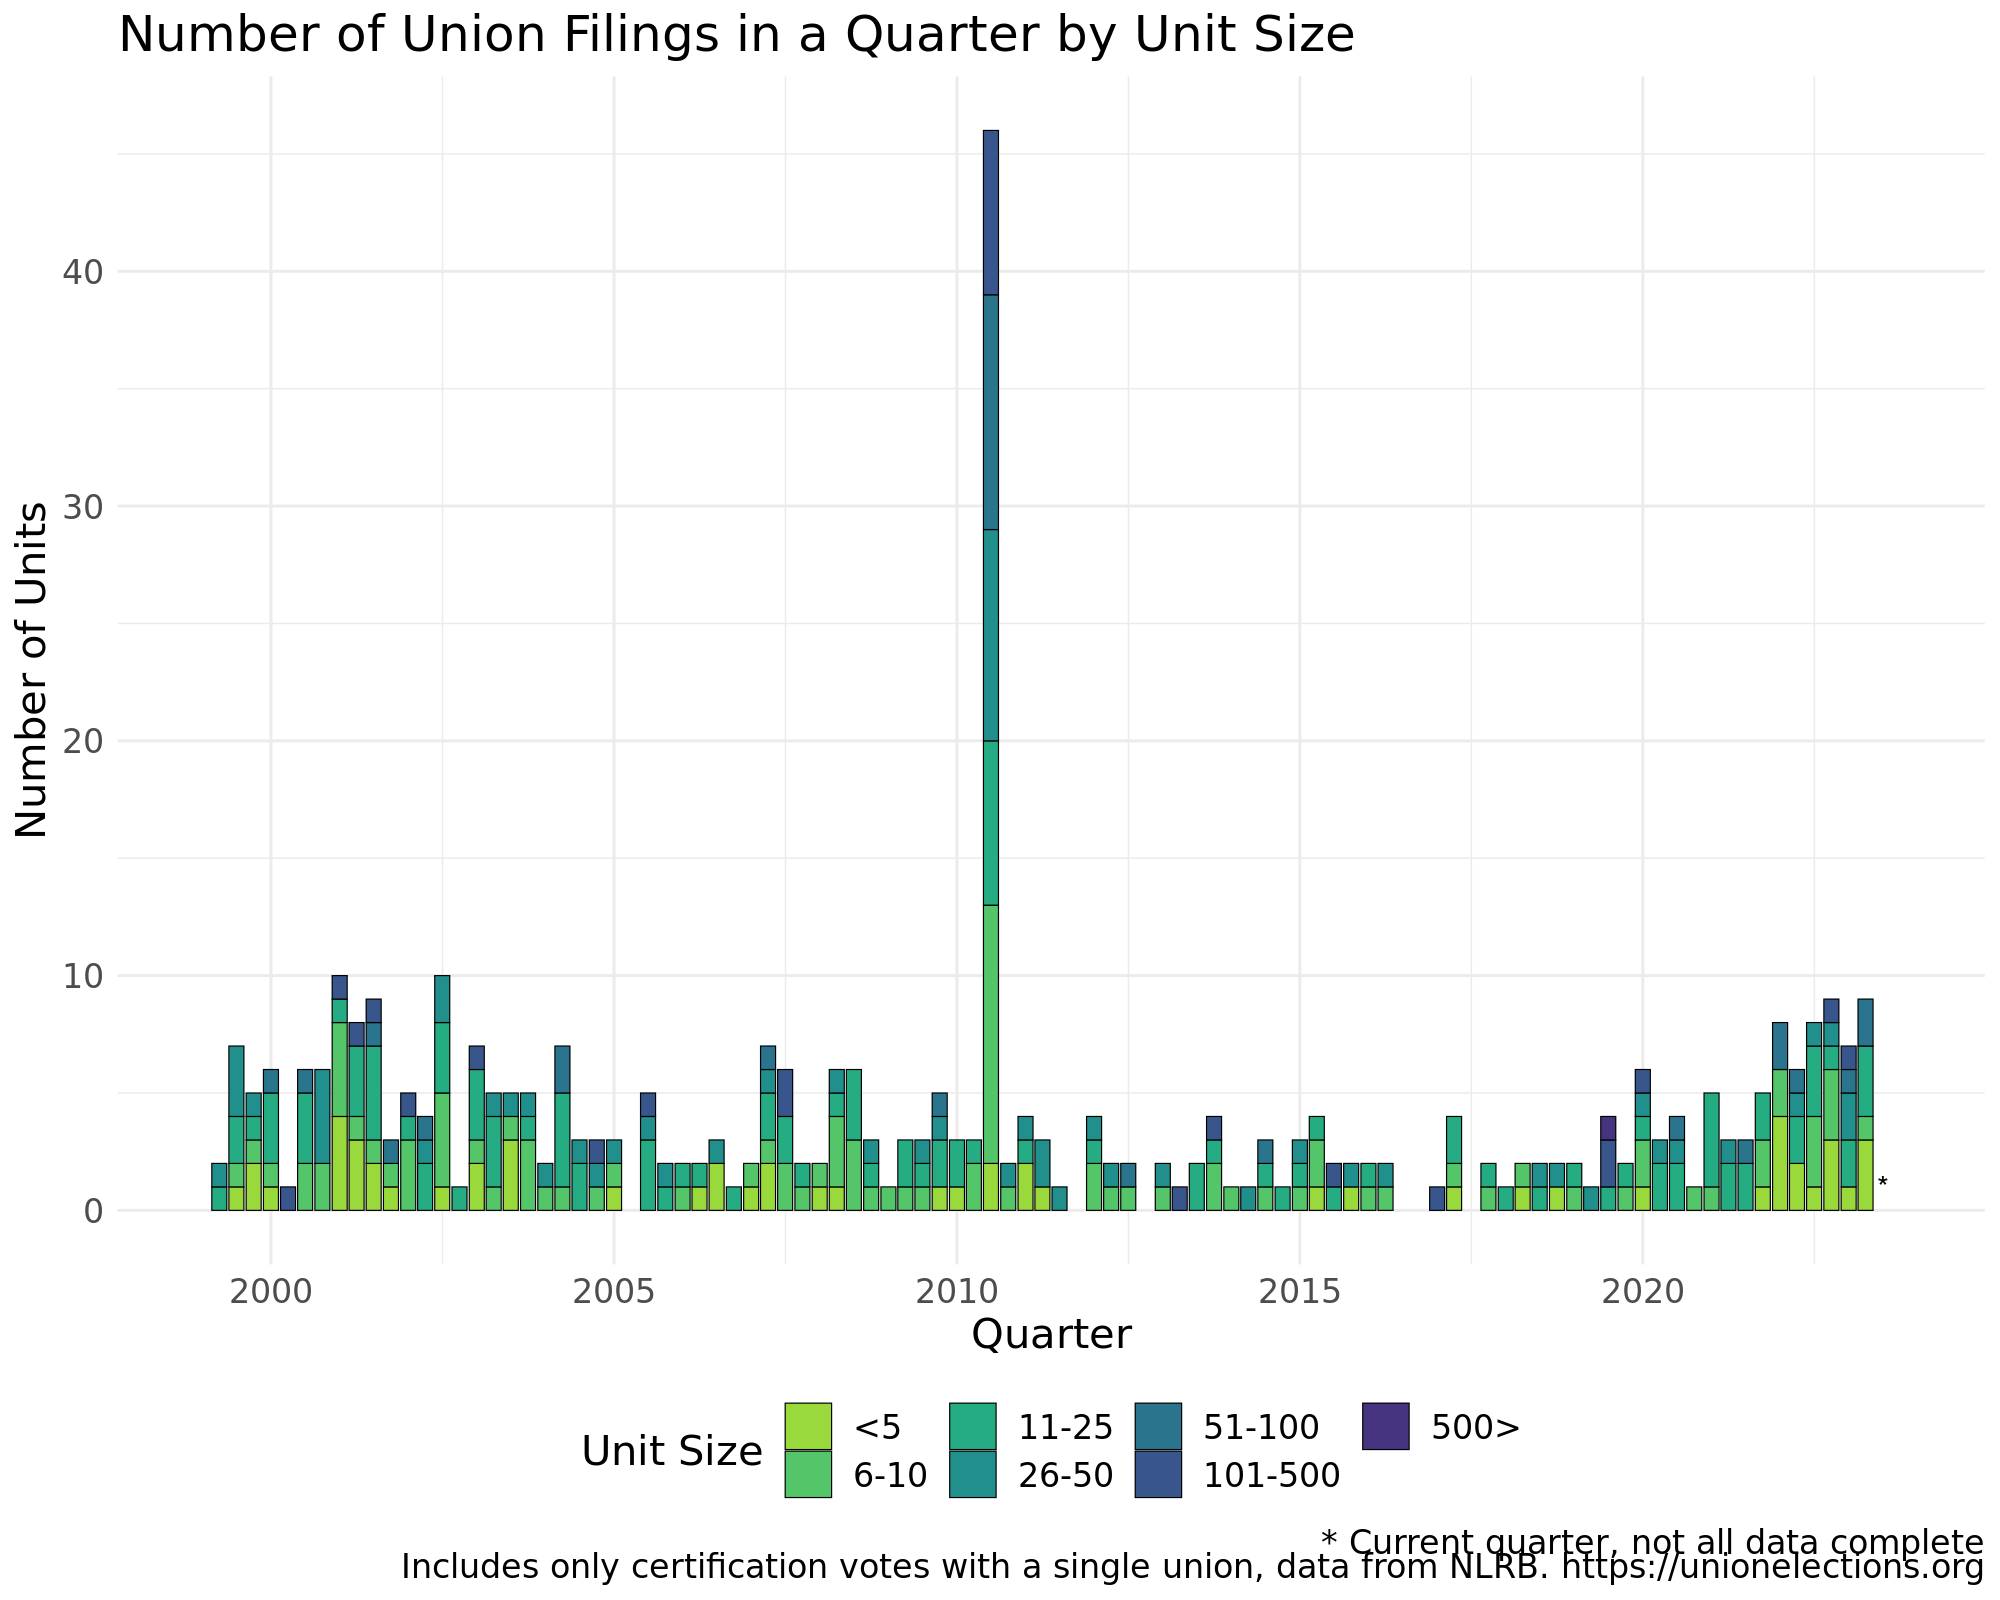 Number of Union Filings in a Quarter by Unit Size
Number of Units
40
30
20
10
0
*
2000 2005 2010 2015 2020
Quarter
Unit Size
<5 11-25 51-100 500>
6-10 26-50 101-500
* Current quarter, not all data complete
Includes only certification votes with a single union, data from NLRB. https://unionelections.org